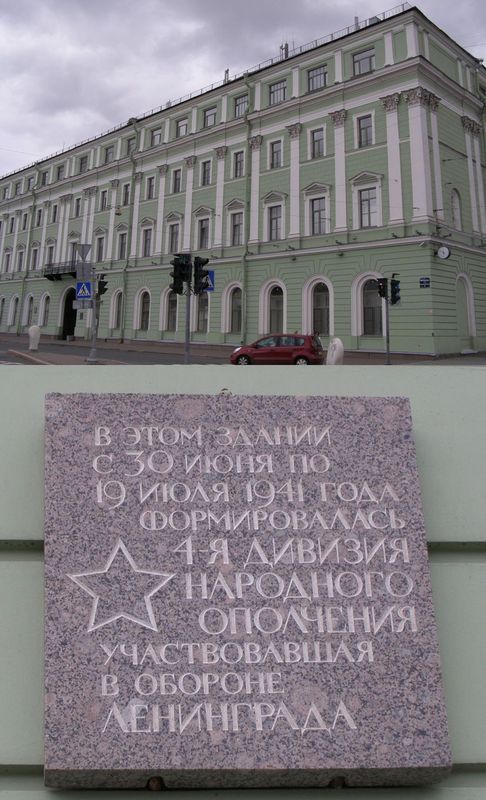 В ЭТОМ ЗДАНИИ
С 30 ИЮНЯ ПО
19 ИЮЛЯ 1941 ГОДА
ФОРМИРОВАЛАСЬ
4-Я ДИВИЗИЯ
НАРОДНОГО
ОПОЛЧЕНИЯ
УЧАСТВОВАВШАЯ
В ОБОРОНЕ
ЛЕНИНГРАДА